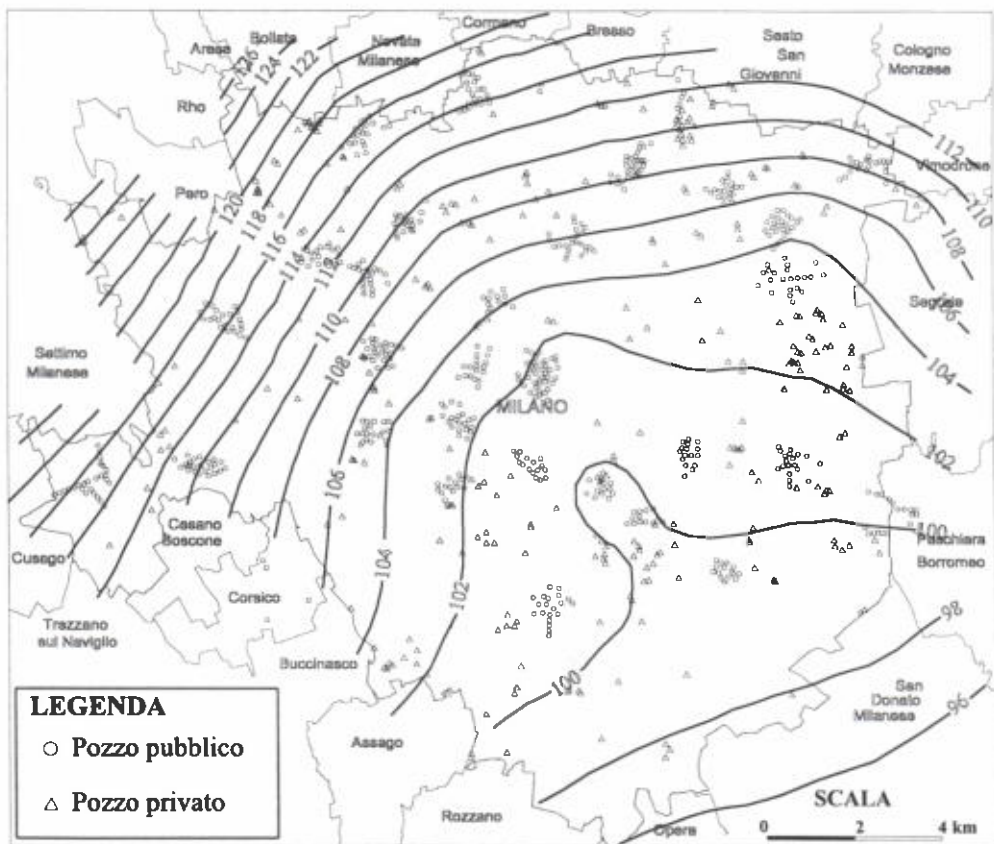 Cormano
Bollate
Arese
Novate
Milanese
Bresso
Sesto
San
Giovanni
Cologno
Monzese
126
124
122
Rho
Pero
112
Vimodrone
110
108
120
118
116
114
112
110
108
106
Segrate
104
Settimo
Milanese
MILANO
102
106
104
102
100
Cesano
Boscone
Cusago
Peschiera
Borromeo
Corsico
Trezzano
sul Naviglio
Buccinasco
100
98
San
Donato
Milanese
96
Assago
Rozzano
Opera
LEGENDA
Pozzo pubblico
Pozzo privato
SCALA
0 2 4 km